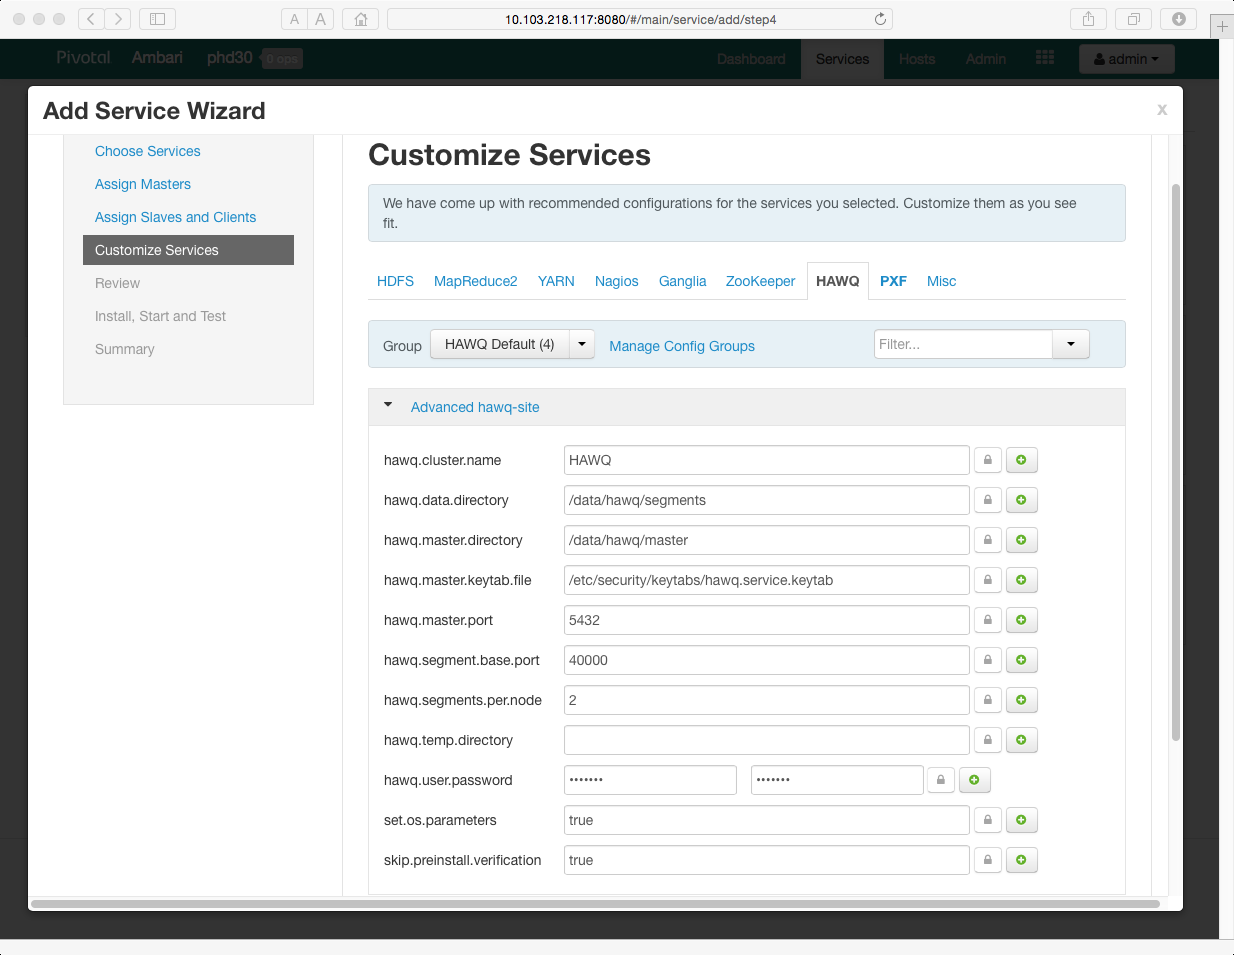 A A 10.103.218.117:8080/#/main/service/add/step4
Pivotal Ambari phd30 0 ops Dashboard Services Hosts Admin admin
Add Service Wizard x
Choose Services
Assign Masters
Assign Slaves and Clients
Customize Services
Review
Install, Start and Test
Summary
Customize Services
We have come up with recommended configurations for the services you selected. Customize them as you see
fit.
HDFS MapReduce2 YARN Nagios Ganglia ZooKeeper HAWQ PXF Misc
Group HAWQ Default (4) Manage Config Groups Filter...
Advanced hawq-site
hawq.cluster.name HAWQ
hawq.data.directory /data/hawq/segments
hawq.master.directory /data/hawq/master
hawq.master.keytab.file /etc/security/keytabs/hawq.service.keytab
hawq.master.port 5432
hawq.segment.base.port 40000
hawq.segments.per.node 2
hawq.temp.directory
hawq.user.password ••••••• •••••••
set.os.parameters true
skip.preinstall.verification true